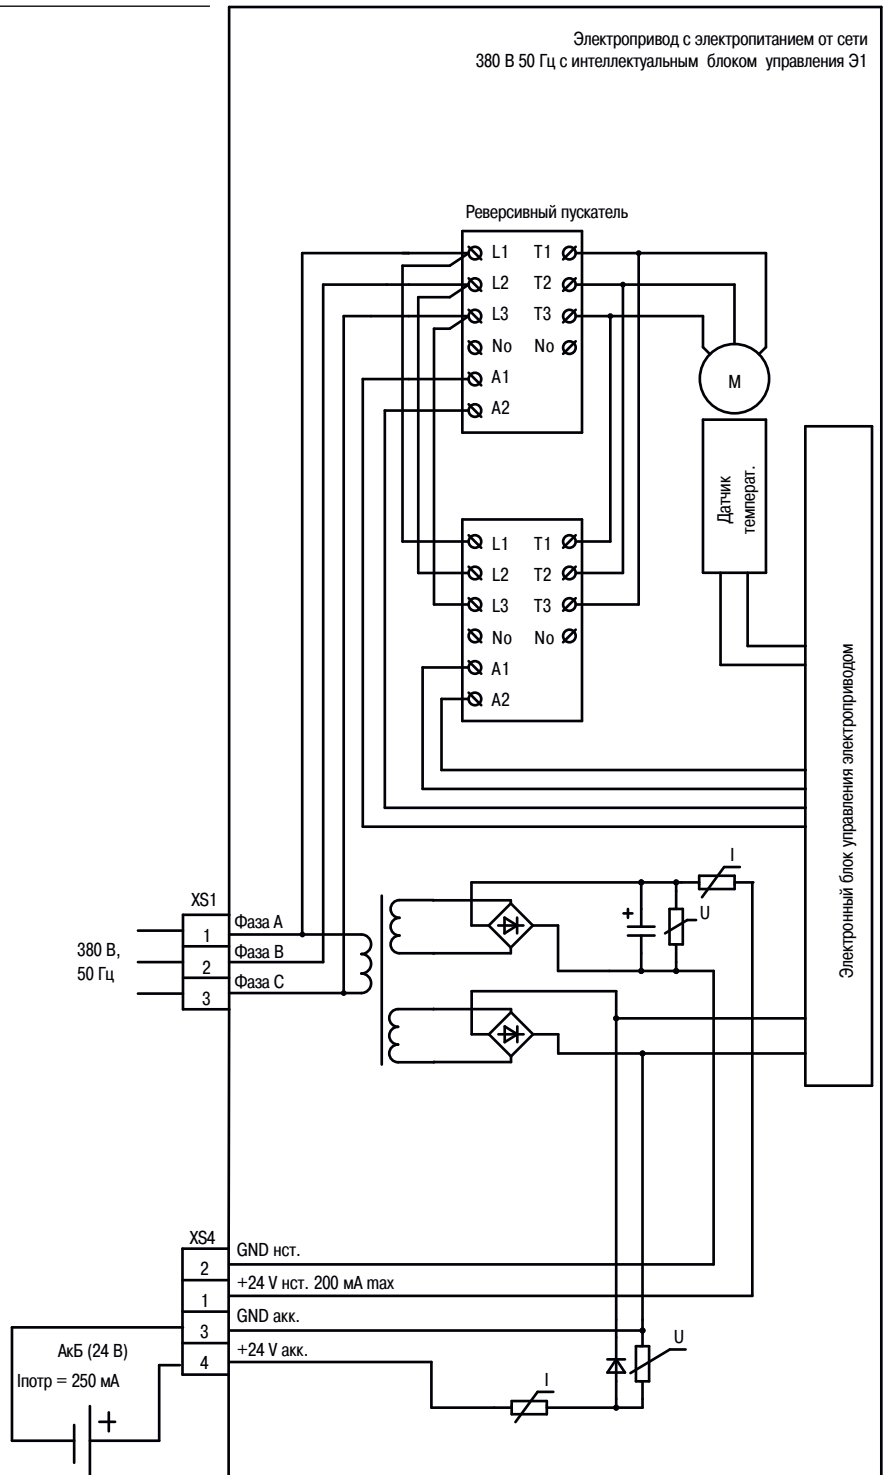 Электропривод с электропитанием от сети
380 В 50 Гц с интеллектуальным блоком управления Э1
Реверсивный пускатель
L1 T1
L2 T2
L3 T3
No No
A1
A2
M
Датчик
температ.
L1 T1
L2 T2
L3 T3
No No
A1
A2
Электронный блок управления электроприводом
I
U
+
XS1
380 В,
50 Гц
1 Фаза А
2 Фаза В
3 Фаза С
XS4
2 GND нст.
1 +24 V нст. 200 мА max
3 GND акк.
4 +24 V акк.
АкБ (24 В)
Iпотр = 250 мА
+
I
U